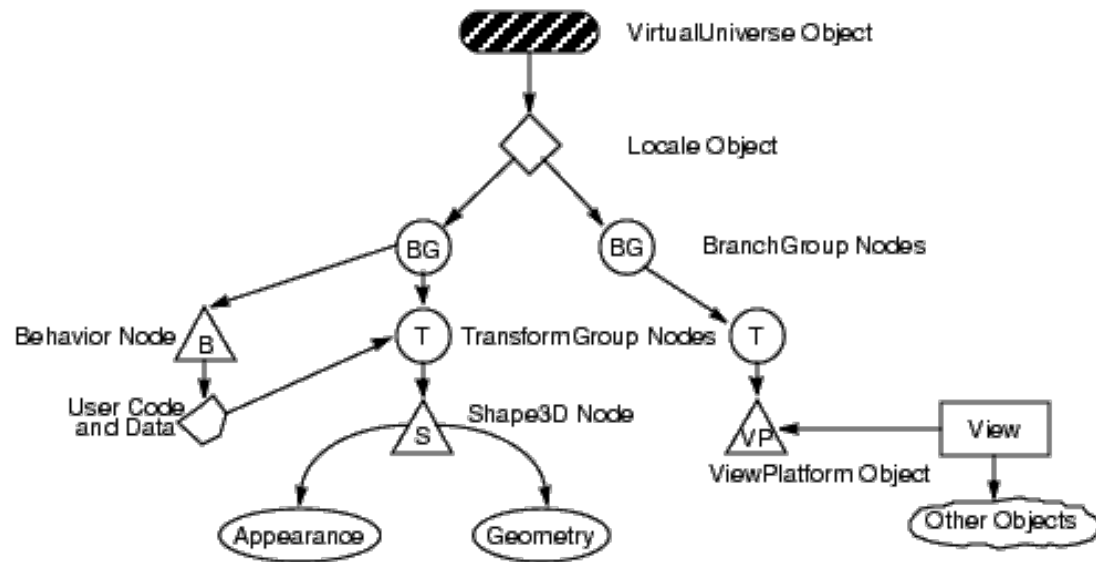 VirtualUniverse Object
Locale Object
BG
BG
BranchGroup Nodes
Behavior Node
B
T
TransformGroup Nodes
T
User Code
and Data
S
Shape3D Node
VP
View
ViewPlatform Object
Appearance
Geometry
Other Objects